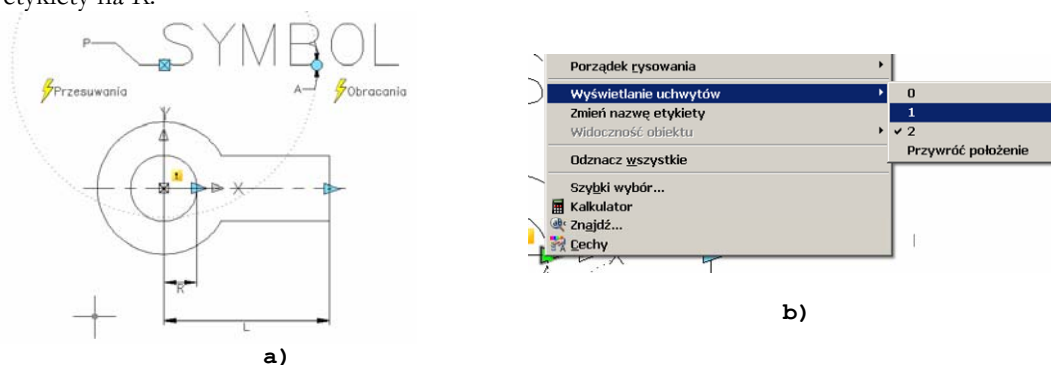 etykiety na R.
SYMBOL
P
A
Przesuwania
Obracania
Y
X
R
L
a)
Porządek rysowania
Wyświetlanie uchwytów
Zmień nazwę etykiety
Widoczność obiektu
Odznacz wszystkie
Szybki wybór...
Kalkulator
Znajdź...
Cechy
0
1
2
Przywróć położenie
X
b)